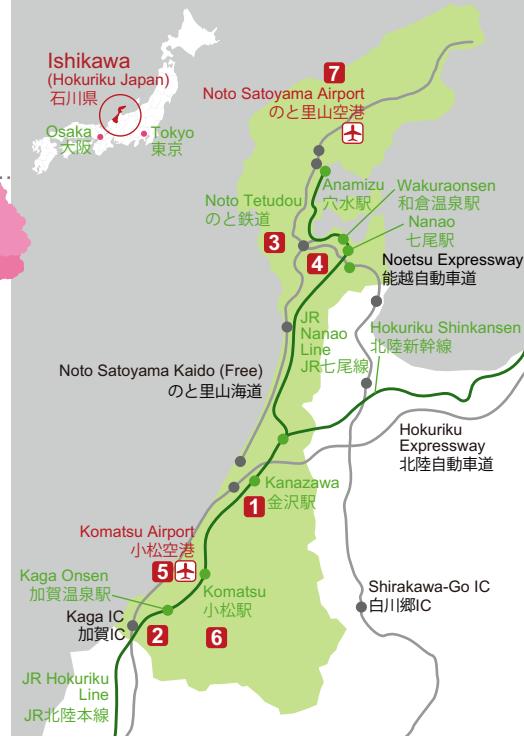 Ishikawa
(Hokuriku Japan)
石川県
Osaka
大阪
Tokyo
東京
7
Noto Satoyama Airport
のと里山空港
Anamizu
穴水駅
Wakuraonsen
和倉温泉駅
Noto Tetudou
のと鉄道
Nanao
七尾駅
3
4
Noetsu Expressway
能越自動車道
JR
Nanao
Line
JR七尾線
Hokuriku Shinkansen
北陸新幹線
Noto Satoyama Kaido (Free)
のと里山海道
Hokuriku
Expressway
北陸自動車道
Kanazawa
金沢駅
1
Komatsu Airport
小松空港
5
Kaga Onsen
加賀温泉駅
Komatsu
小松駅
Shirakawa-Go IC
白川郷IC
Kaga IC
加賀IC
2
6
JR Hokuriku
Line
JR北陸本線